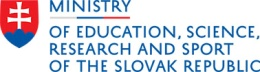 MINISTRY
OF EDUCATION, SCIENCE,
RESEARCH AND SPORT
OF THE SLOVAK REPUBLIC